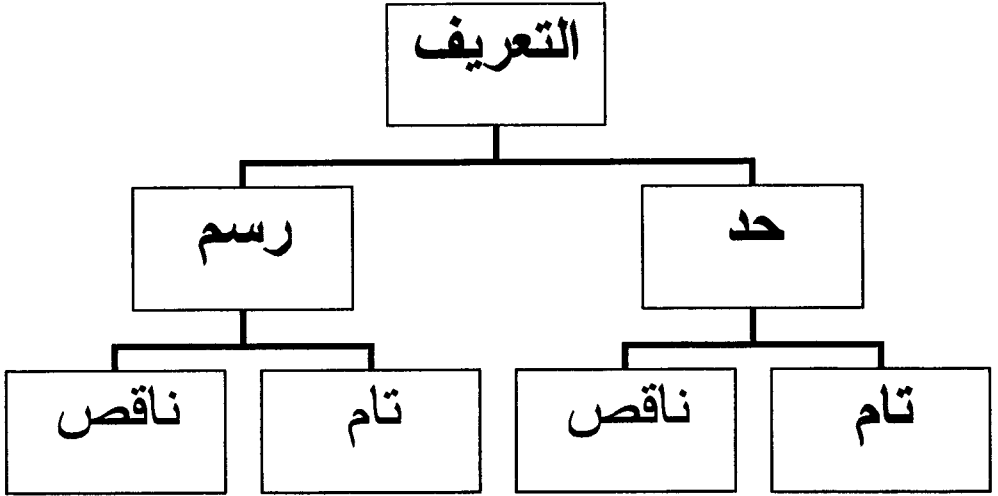 التعريف
حد
رسم
تام
ناقص
تام
ناقص